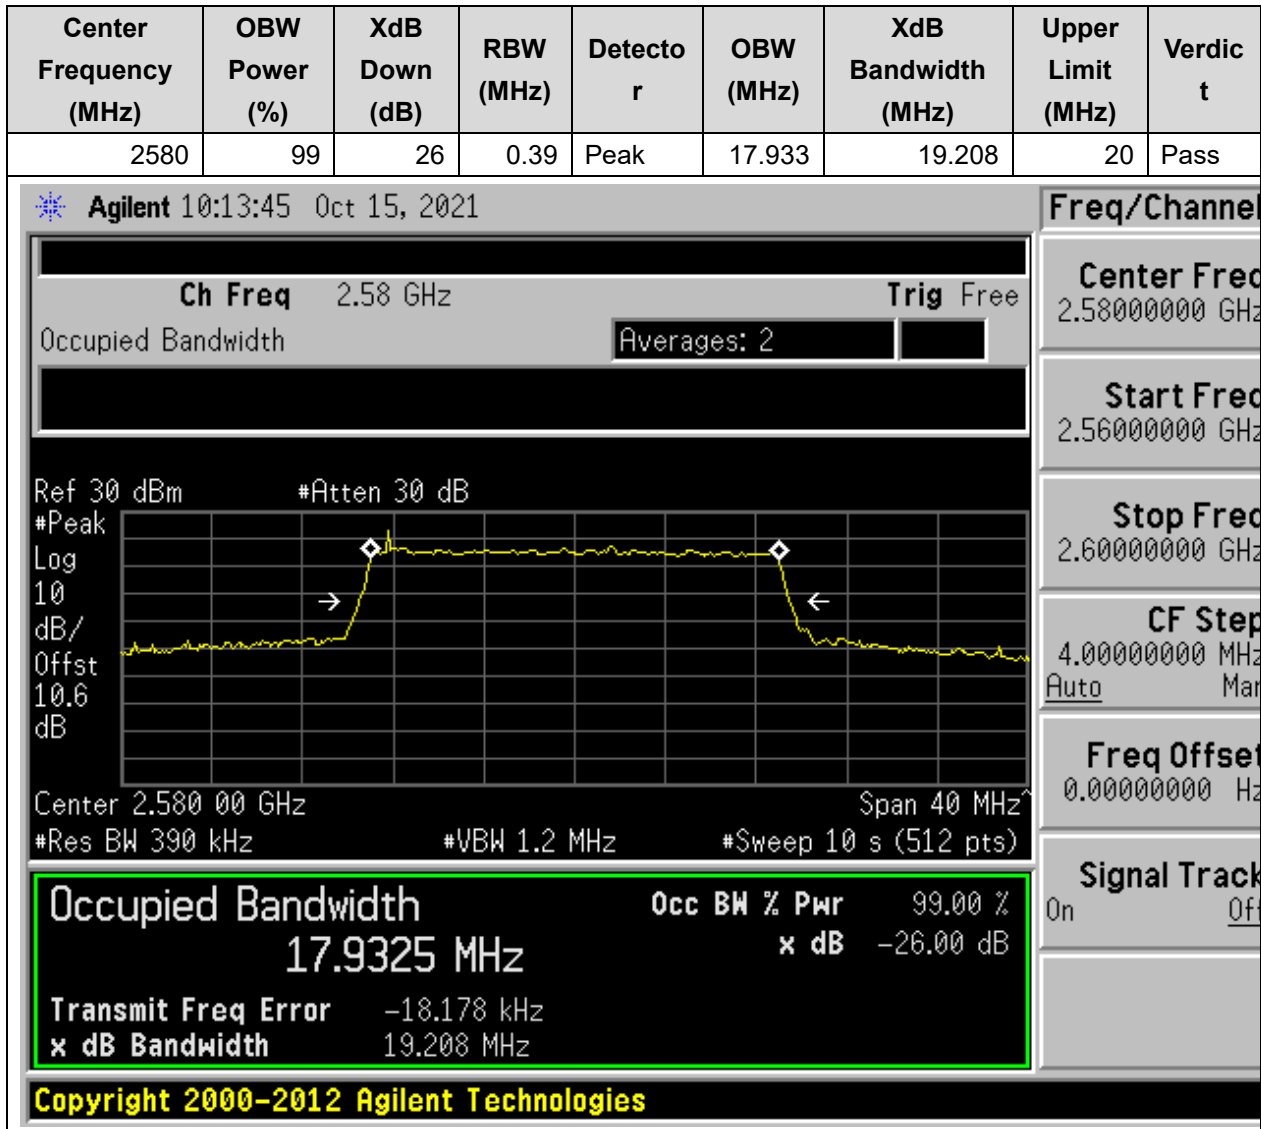 Center Frequency (MHz) OBW Power (%) XdB Down (dB) RBW (MHz) Detecto r OBW (MHz) XdB Bandwidth (MHz) Upper Limit (MHz) Verdic t
2580 99 26 0.39 Peak 17.933 19.208 20 Pass
Agilent 10:13:45 Oct 15, 2021
Ch Freq 2.58 GHz Trig Free
Occupied Bandwidth Averages: 2
Ref 30 dBm #Atten 30 dB
#Peak
Log
10
dB/
Offst
10.6
dB
Center 2.580 00 GHz Span 40 MHz^
#Res BW 390 kHz #VBW 1.2 MHz #Sweep 10 s (512 pts)
Occupied Bandwidth
17.9325 MHz
Occ BW % Pwr 99.00 %
x dB -26.00 dB
Transmit Freq Error -18.178 kHz
x dB Bandwidth 19.208 MHz
Copyright 2000-2012 Agilent Technologies
Freq/Channel
Center Freq
2.58000000 GHz
Start Freq
2.56000000 GHz
Stop Freq
2.60000000 GHz
CF Step
4.00000000 MHz
Auto Man
Freq Offset
0.00000000 Hz
Signal Track
On Off